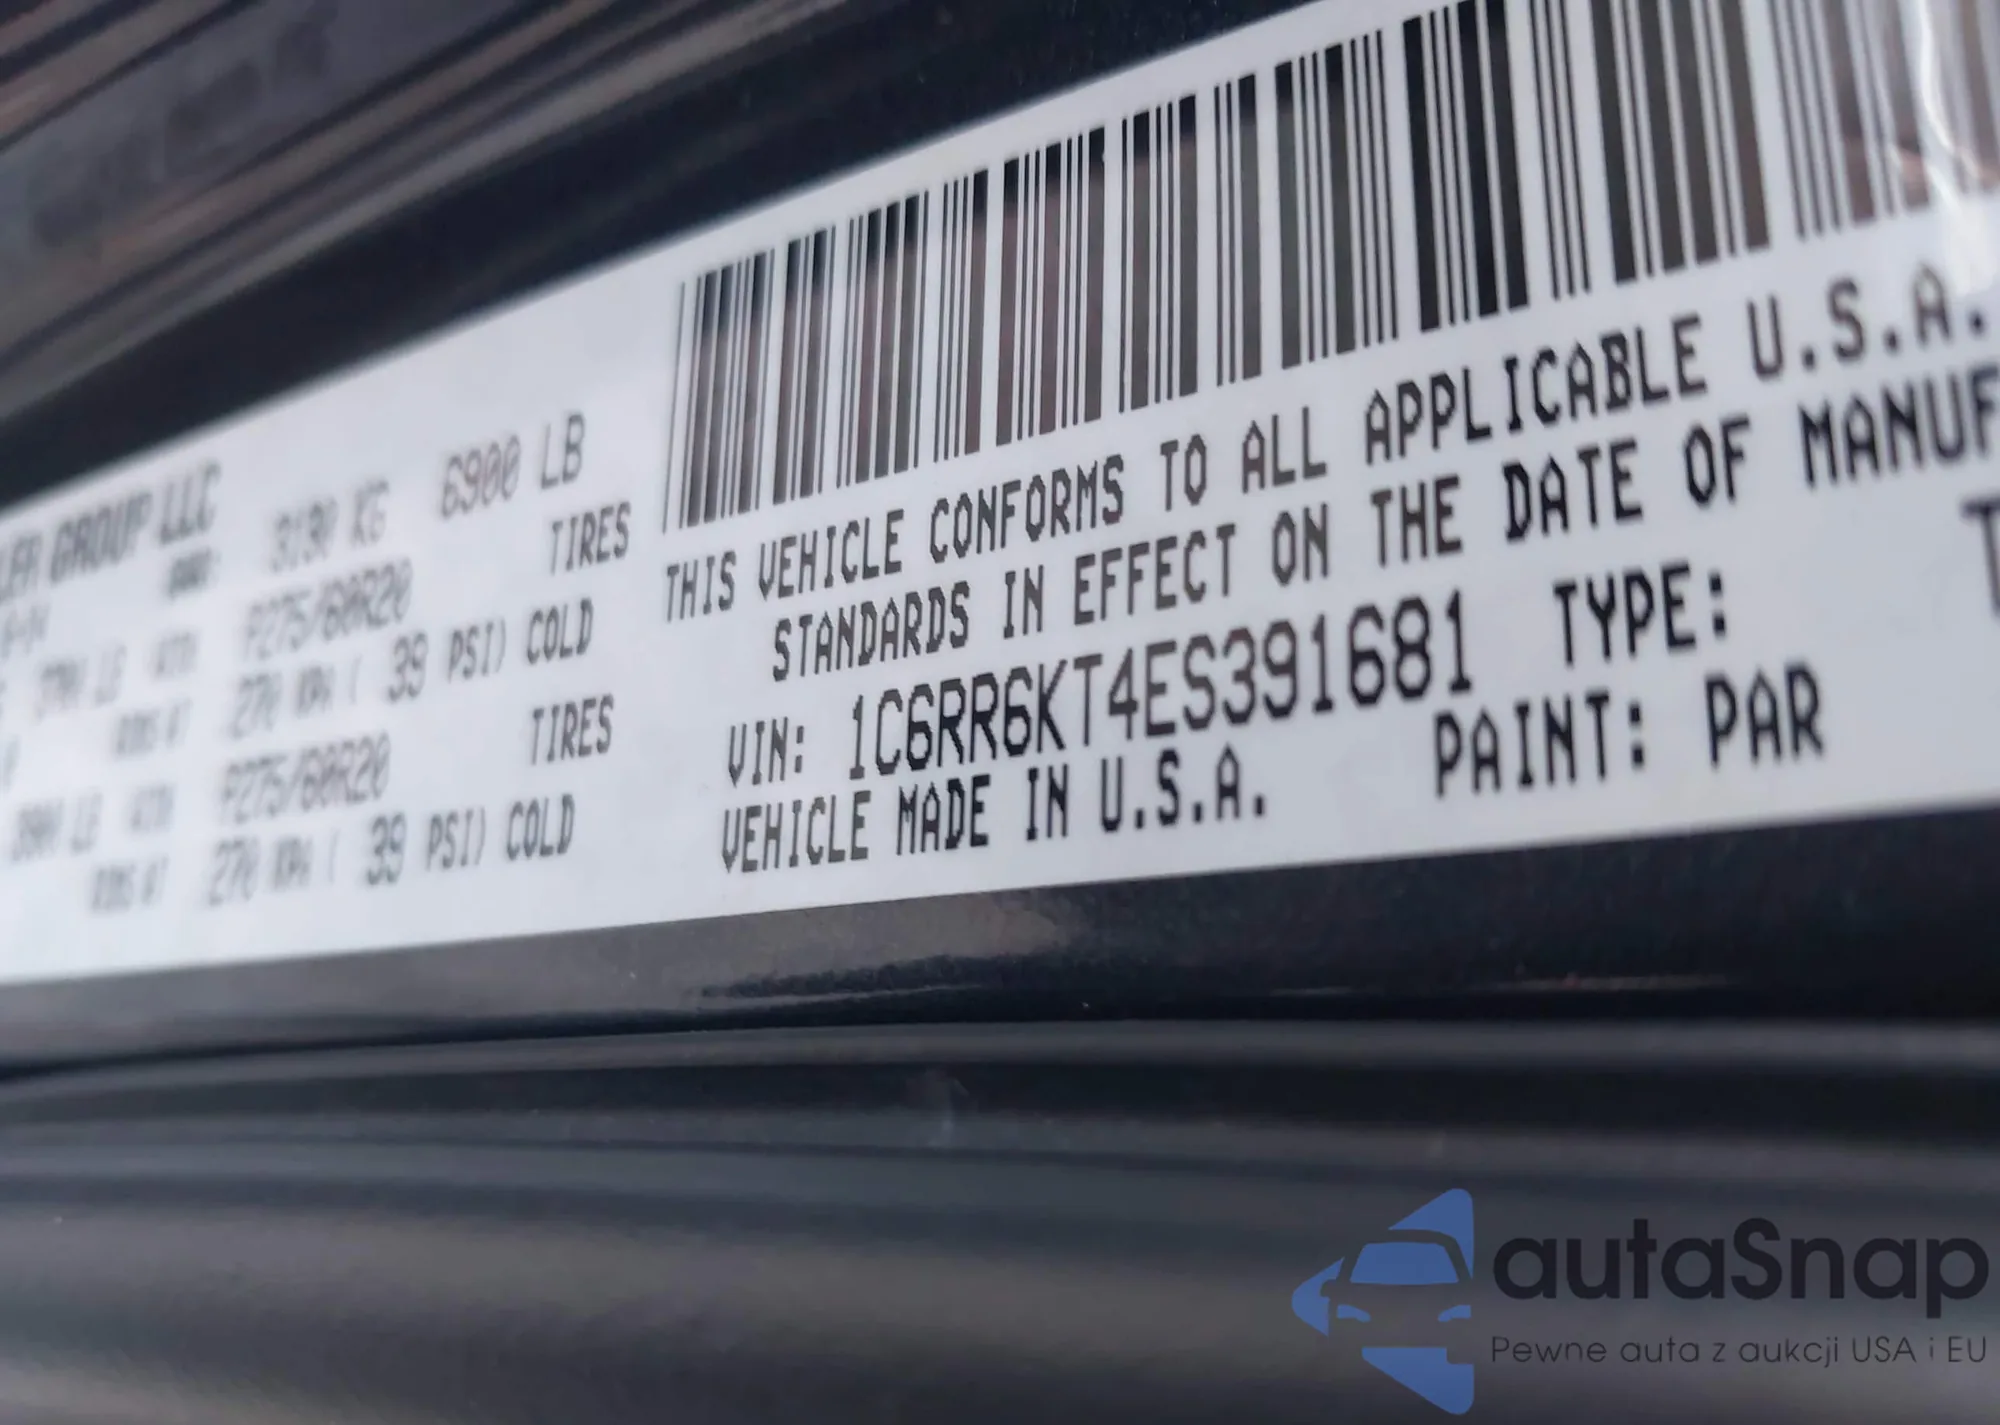 LER GROUP LLC
3130 KG 6900 LB
P275/60R20 TIRES
270 KPA ( 39 PSI) COLD
P275/60R20 TIRES
270 KPA ( 39 PSI) COLD
THIS VEHICLE CONFORMS TO ALL APPLICABLE U.S.A.
STANDARDS IN EFFECT ON THE DATE OF MANUF
VIN: 1C6RR6KT4ES391681 TYPE: T
VEHICLE MADE IN U.S.A. PAINT: PAR
autaSnap
Pewne auta z aukcji USA i EU